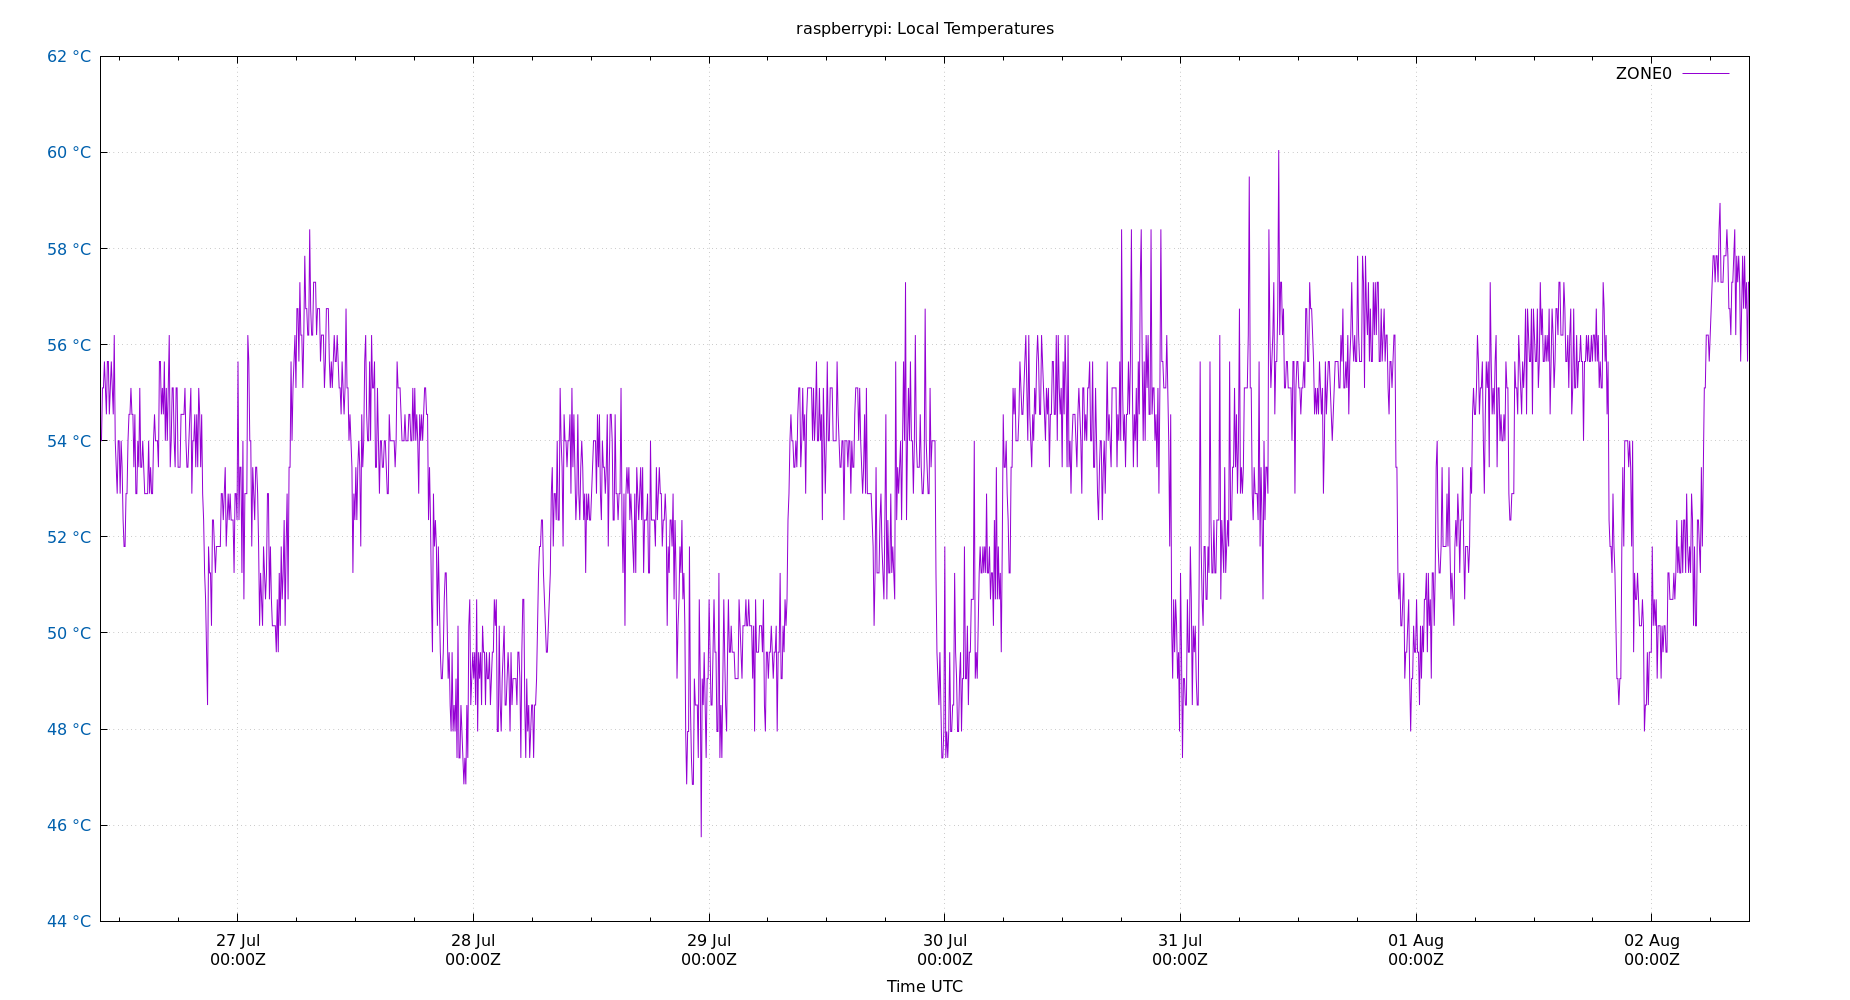 raspberrypi: Local Temperatures
62 °C
ZONE0
60 °C
58 °C
56 °C
54 °C
52 °C
50 °C
48 °C
46 °C
44 °C
27 Jul
00:00Z
28 Jul
00:00Z
29 Jul
00:00Z
30 Jul
00:00Z
31 Jul
00:00Z
01 Aug
00:00Z
02 Aug
00:00Z
Time UTC